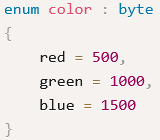 enum color : byte
{
red = 500,
green = 1000,
blue = 1500
}